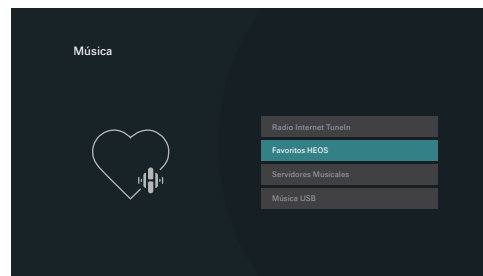 Música
Radio Internet TuneIn
Favoritos HEOS
Servidores Musicales
Música USB